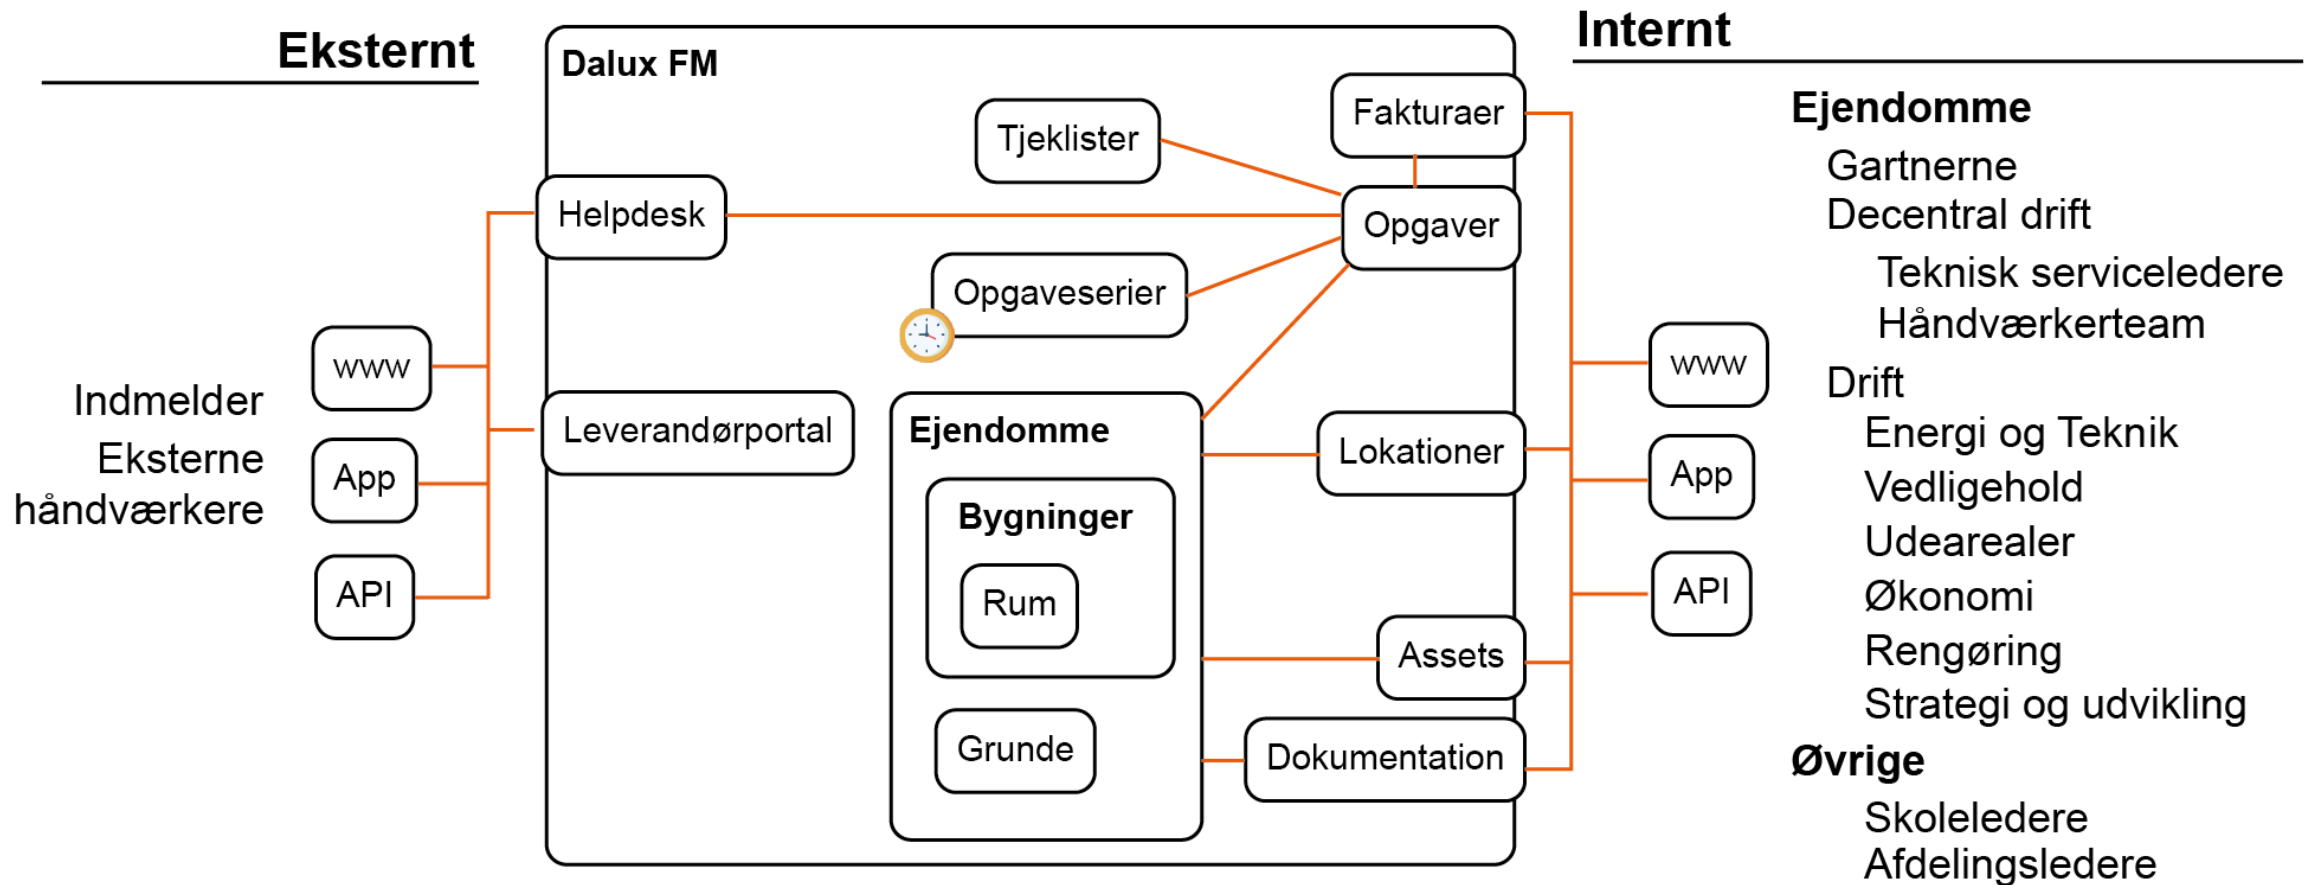 Eksternt
Indmelder
Eksterne
håndværkere
www
App
API
Dalux FM
Helpdesk
Leverandørportal
Tjeklister
Opgaveserier
Ejendomme
Bygninger
Rum
Grunde
Fakturaer
Opgaver
Lokationer
Assets
Dokumentation
Internt
www
App
API
Ejendomme
Gartnerne
Decentral drift
Teknisk serviceledere
Håndværkerteam
Drift
Energi og Teknik
Vedligehold
Udearealer
Økonomi
Rengøring
Strategi og udvikling
Øvrige
Skoleledere
Afdelingsledere